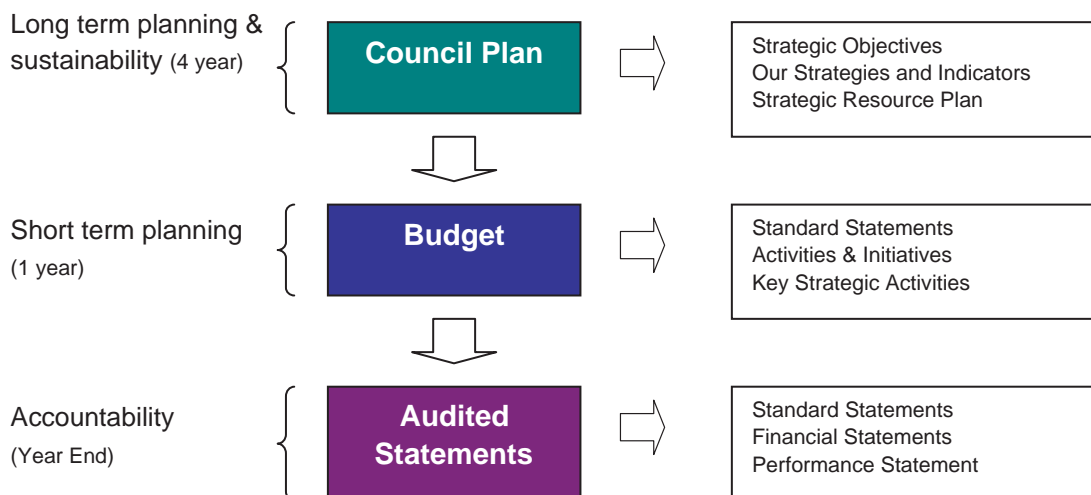 Long term planning &
sustainability (4 year)
Council Plan
Strategic Objectives
Our Strategies and Indicators
Strategic Resource Plan
Short term planning
(1 year)
Budget
Standard Statements
Activities & Initiatives
Key Strategic Activities
Accountability
(Year End)
Audited
Statements
Standard Statements
Financial Statements
Performance Statement